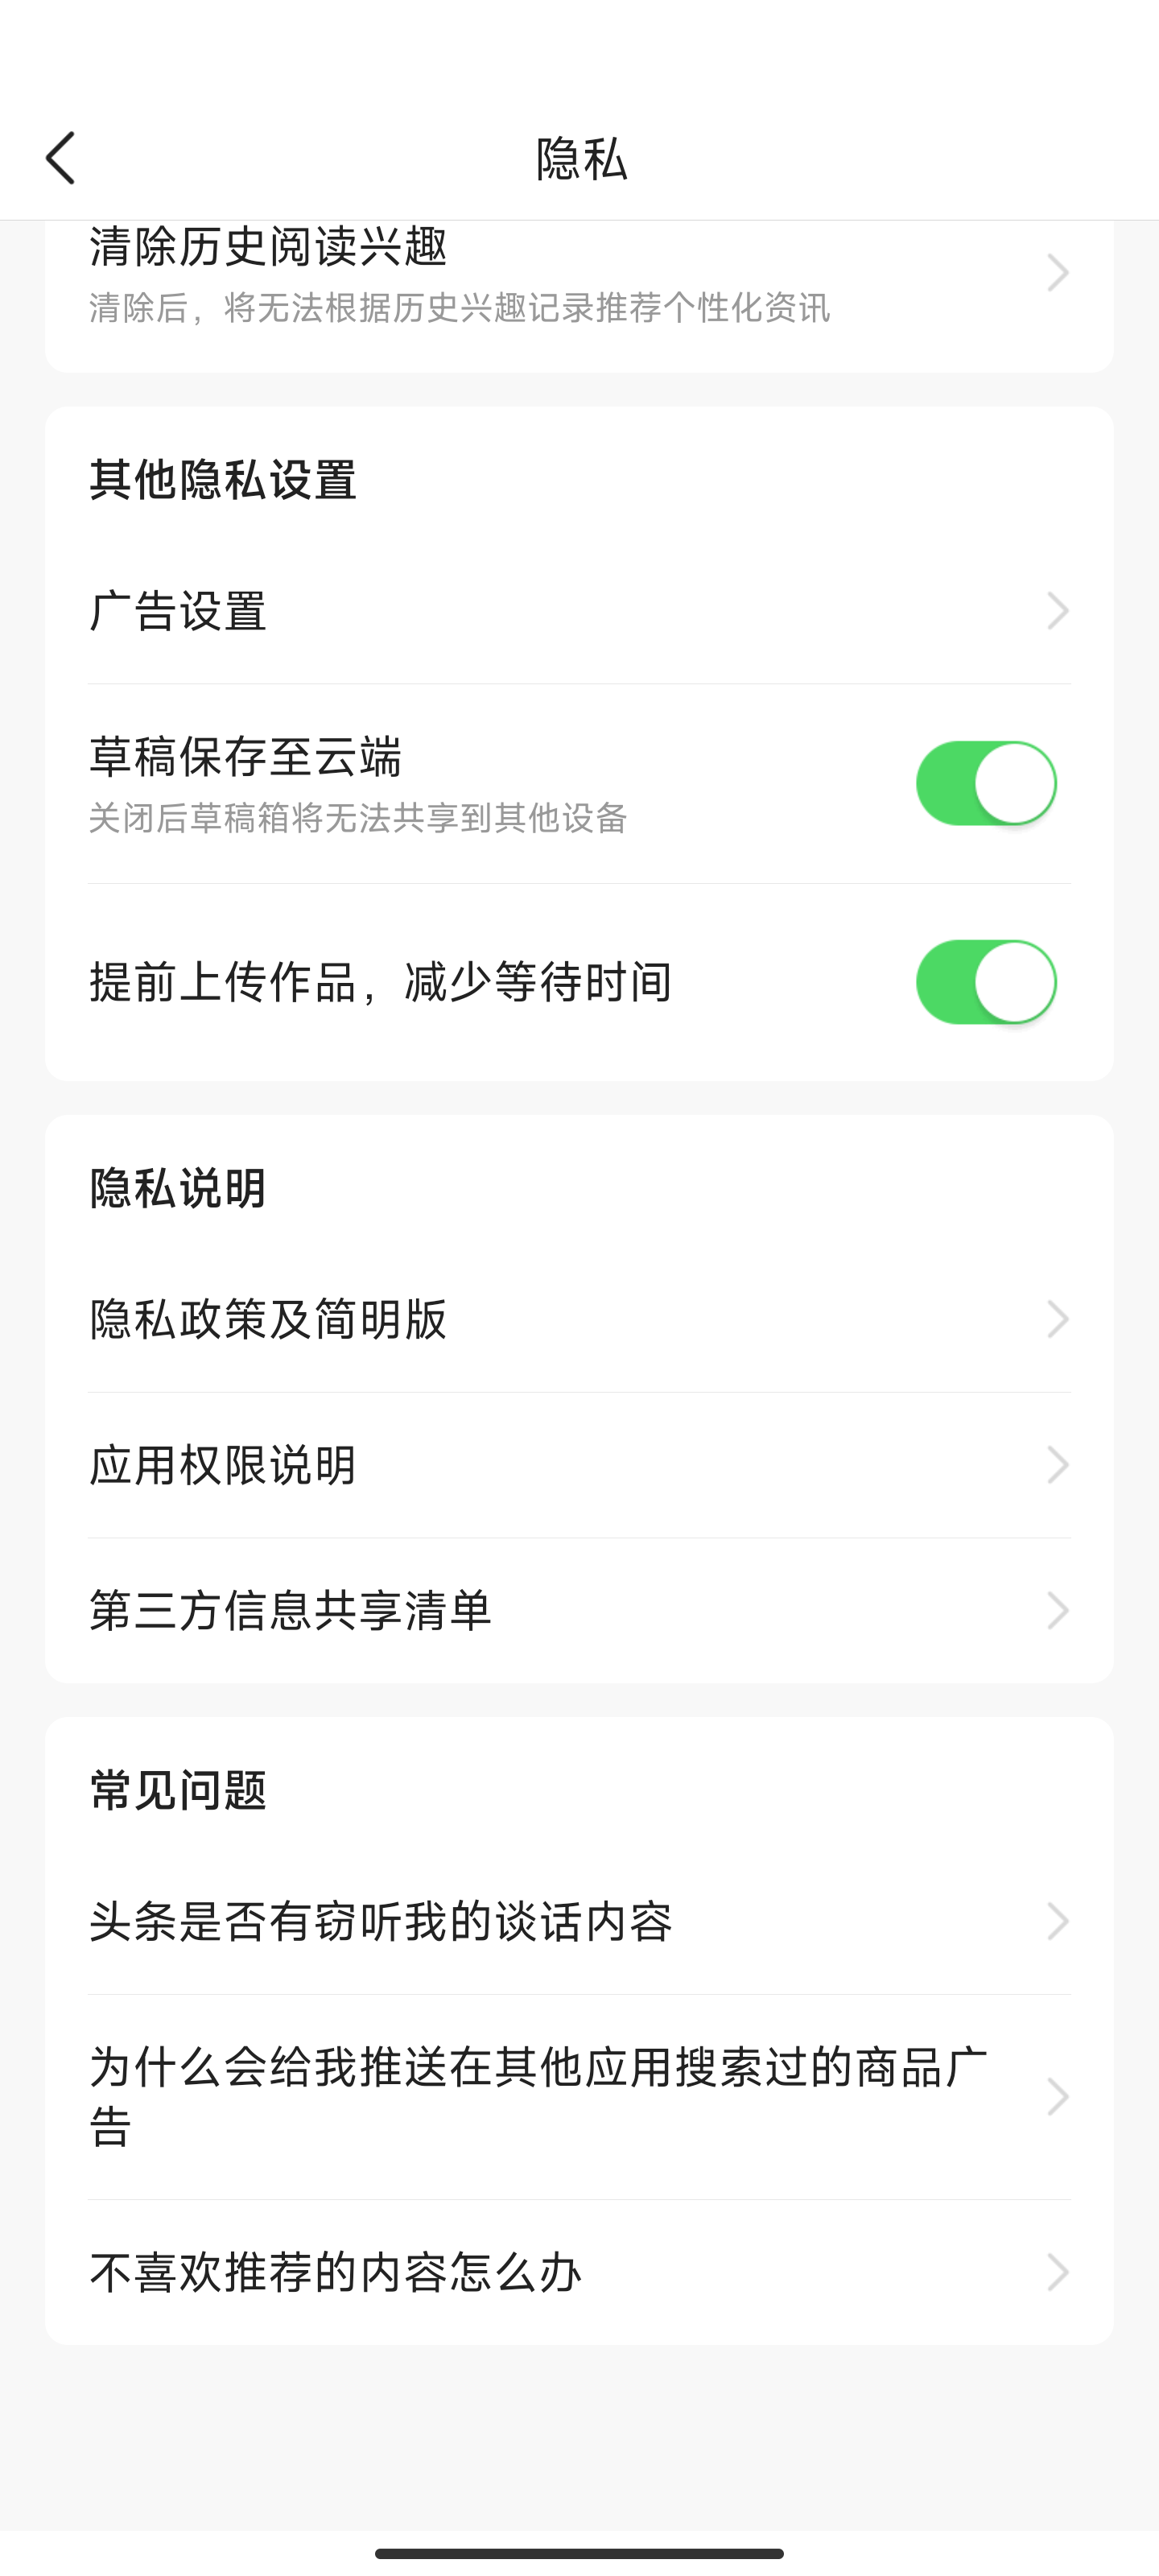 隐私
清除历史阅读兴趣
清除后，将无法根据历史兴趣记录推荐个性化资讯
其他隐私设置
广告设置
草稿保存至云端
关闭后草稿箱将无法共享到其他设备
提前上传作品，减少等待时间
隐私说明
隐私政策及简明版
应用权限说明
第三方信息共享清单
常见问题
头条是否有窃听我的谈话内容
为什么会给我推送在其他应用搜索过的商品广
告
不喜欢推荐的内容怎么办